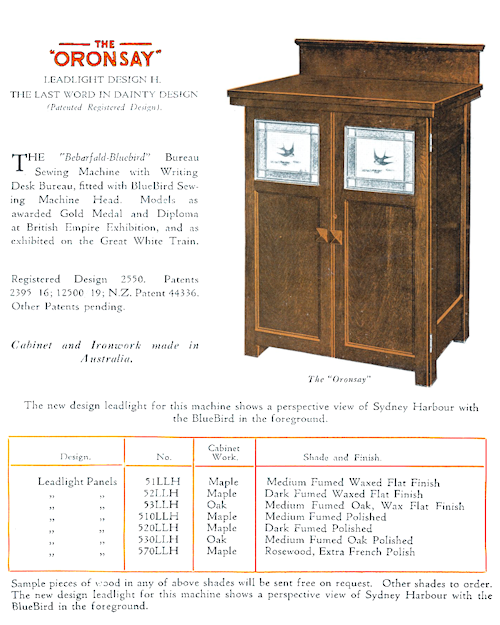 THE
"ORONSAY"
LEADLIGHT DESIGN H.
THE LAST WORD IN DAINTY DESIGN
(Patented Registered Design).
THE "Bebarfald-Bluebird" Bureau
Sewing Machine with Writing
Desk Bureau, fitted with BlueBird Sew-
ing Machine Head. Models as
awarded Gold Medal and Diploma
at British Empire Exhibition, and as
exhibited on the Great White Train.
Registered Design 2550. Patents
2395-16; 12500-19; N.Z. Patent 44336.
Other Patents pending.
Cabinet and Ironwork made in
Australia.
The "Oronsay"
The new design leadlight for this machine shows a perspective view of Sydney Harbour with
the BlueBird in the foreground.
Design. No. Cabinet Work. Shade and Finish.
Leadlight Panels 51LLH Maple Medium Fumed Waxed Flat Finish
,, ,, 52LLH Maple Dark Fumed Waxed Flat Finish
,, ,, 53LLH Oak Medium Fumed Oak, Wax Flat Finish
,, ,, 510LLH Maple Medium Fumed Polished
,, ,, 520LLH Maple Dark Fumed Polished
,, ,, 530LLH Oak Medium Fumed Oak Polished
,, ,, 570LLH Maple Rosewood, Extra French Polish
Sample pieces of wood in any of above shades will be sent free on request. Other shades to order.
The new design leadlight for this machine shows a perspective view of Sydney Harbour with the
BlueBird in the foreground.